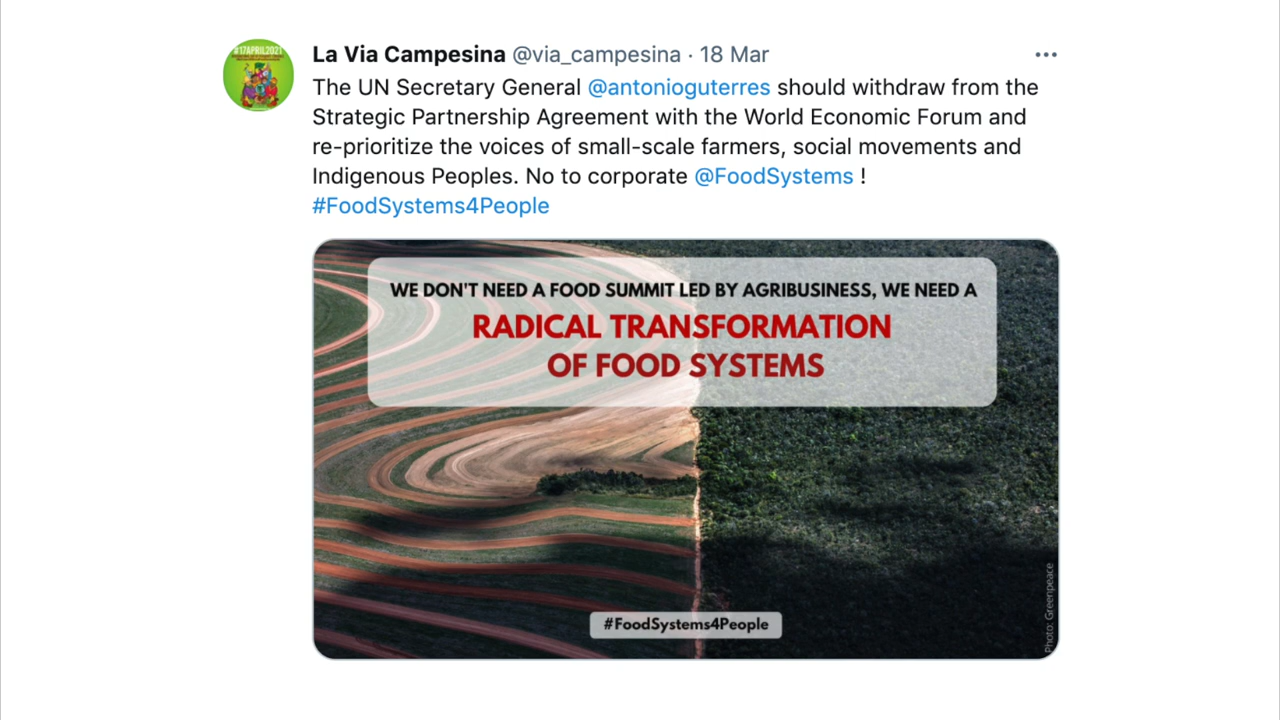 #17APRIL2021
La Via Campesina @via_campesina · 18 Mar
The UN Secretary General @antonioguterres should withdraw from the
Strategic Partnership Agreement with the World Economic Forum and
re-prioritize the voices of small-scale farmers, social movements and
Indigenous Peoples. No to corporate @FoodSystems !
#FoodSystems4People
WE DON'T NEED A FOOD SUMMIT LED BY AGRIBUSINESS, WE NEED A
RADICAL TRANSFORMATION
OF FOOD SYSTEMS
#FoodSystems4People
Photo: Greenpeace